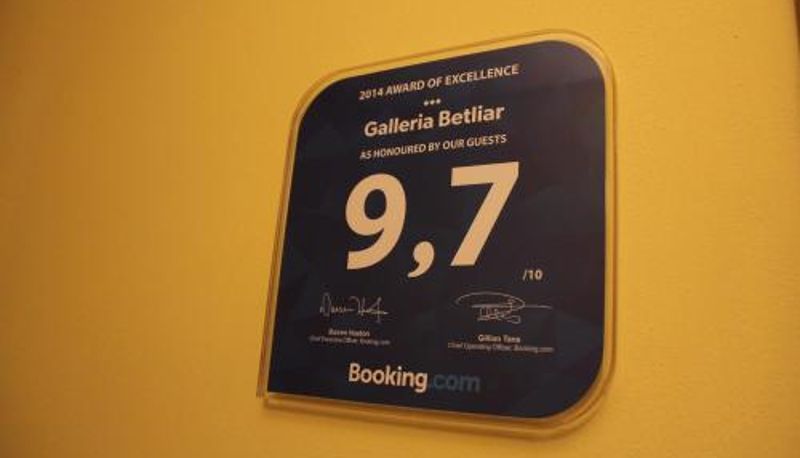 2014 AWARD OF EXCELLENCE
Galleria Betliar
AS HONOURED BY OUR GUESTS
9,7
/10
Darren Huston
Gillian Tans
Chief Executive Officer, Booking.com
Chief Operating Officer, Booking.com
Booking.com